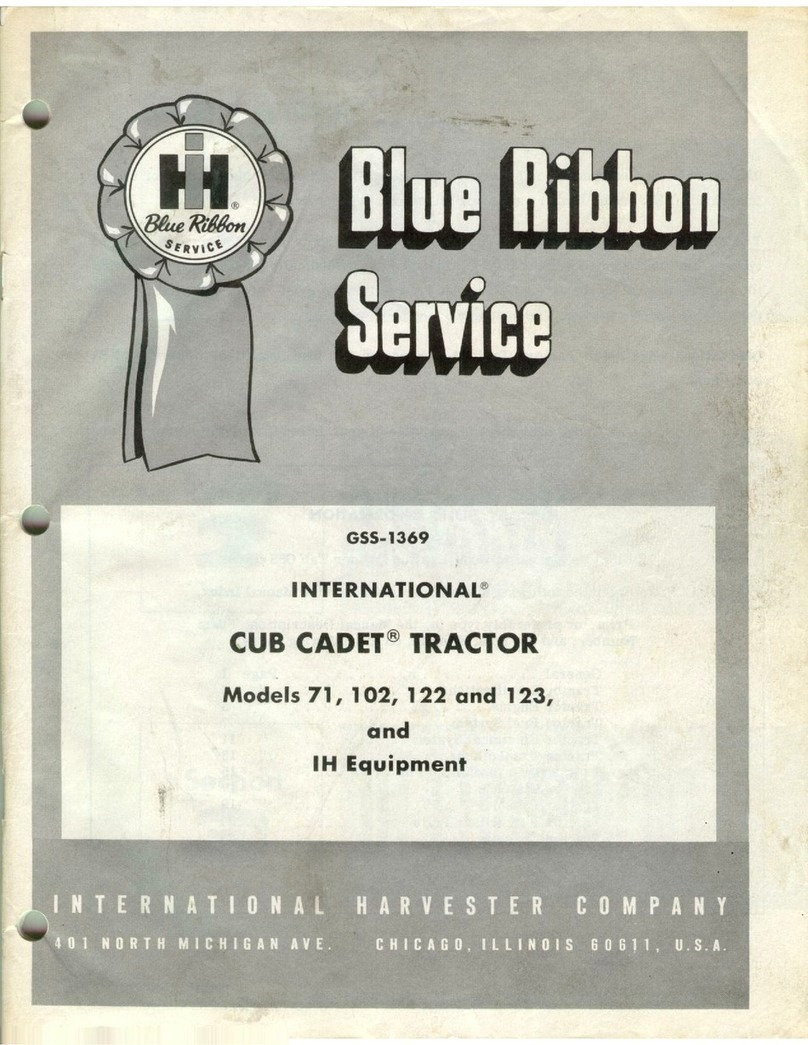 IH®
Blue Ribbon
SERVICE
Blue Ribbon
Service
GSS-1369
INTERNATIONAL®
CUB CADET® TRACTOR
Models 71, 102, 122 and 123,
and
IH Equipment
INTERNATIONAL HARVESTER COMPANY
401 NORTH MICHIGAN AVE. CHICAGO, ILLINOIS 60611, U.S.A.